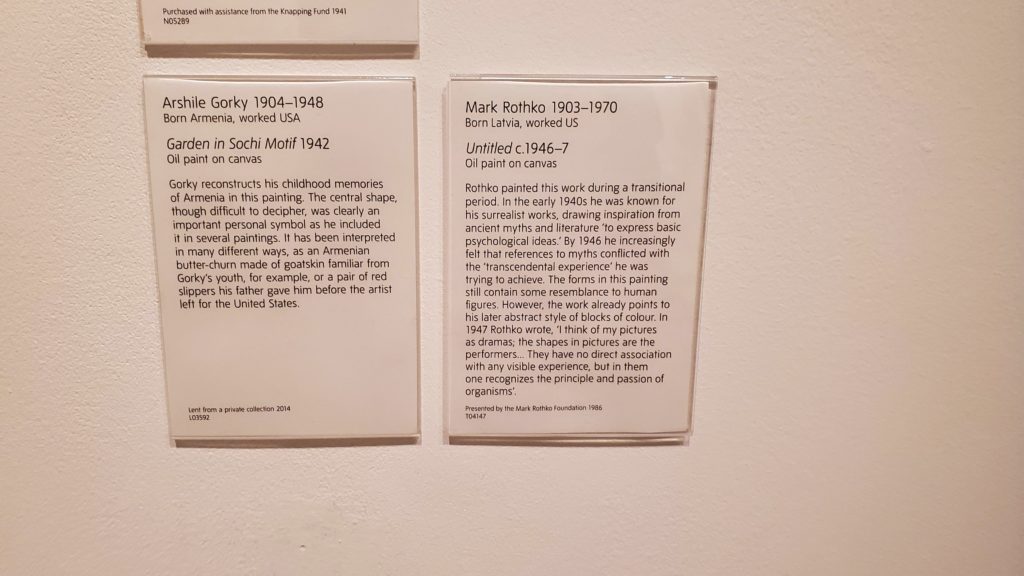 Purchased with assistance from the Knapping Fund 1941
N05289
Arshile Gorky 1904–1948
Born Armenia, worked USA
Garden in Sochi Motif 1942
Oil paint on canvas
Gorky reconstructs his childhood memories
of Armenia in this painting. The central shape,
though difficult to decipher, was clearly an
important personal symbol as he included
it in several paintings. It has been interpreted
in many different ways, as an Armenian
butter-churn made of goatskin familiar from
Gorky's youth, for example, or a pair of red
slippers his father gave him before the artist
left for the United States.
Lent from a private collection 2014
L03592
Mark Rothko 1903–1970
Born Latvia, worked US
Untitled c.1946–7
Oil paint on canvas
Rothko painted this work during a transitional
period. In the early 1940s he was known for
his surrealist works, drawing inspiration from
ancient myths and literature 'to express basic
psychological ideas.' By 1946 he increasingly
felt that references to myths conflicted with
the 'transcendental experience' he was
trying to achieve. The forms in this painting
still contain some resemblance to human
figures. However, the work already points to
his later abstract style of blocks of colour. In
1947 Rothko wrote, 'I think of my pictures
as dramas; the shapes in pictures are the
performers... They have no direct association
with any visible experience, but in them
one recognizes the principle and passion of
organisms'.
Presented by the Mark Rothko Foundation 1986
T04147